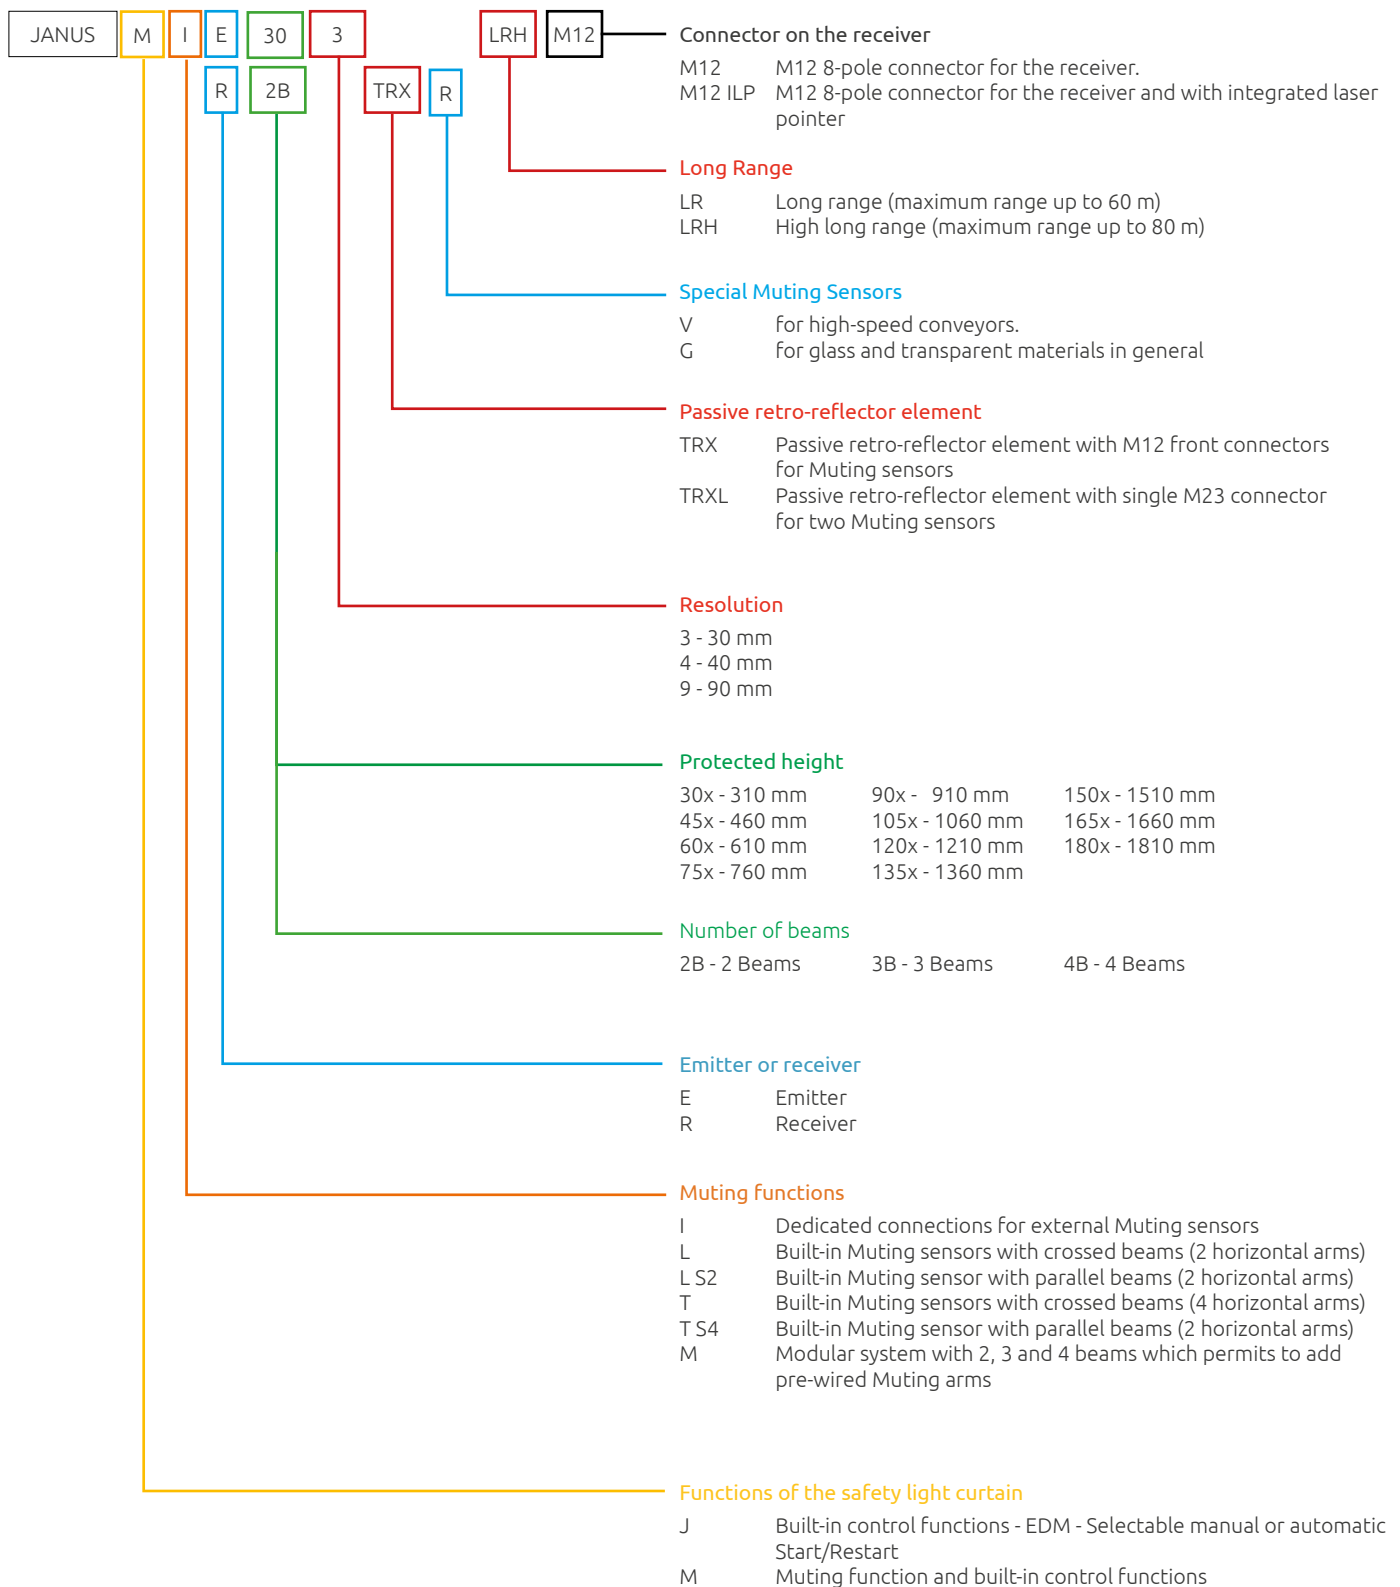 JANUS M I E 30 3 LRH M12
R 2B TRX R
Connector on the receiver
M12 M12 8-pole connector for the receiver.
M12 ILP M12 8-pole connector for the receiver and with integrated laser
pointer
Long Range
LR Long range (maximum range up to 60 m)
LRH High long range (maximum range up to 80 m)
Special Muting Sensors
V for high-speed conveyors.
G for glass and transparent materials in general
Passive retro-reflector element
TRX Passive retro-reflector element with M12 front connectors
for Muting sensors
TRXL Passive retro-reflector element with single M23 connector
for two Muting sensors
Resolution
3 - 30 mm
4 - 40 mm
9 - 90 mm
Protected height
30x - 310 mm 90x - 910 mm 150x - 1510 mm
45x - 460 mm 105x - 1060 mm 165x - 1660 mm
60x - 610 mm 120x - 1210 mm 180x - 1810 mm
75x - 760 mm 135x - 1360 mm
Number of beams
2B - 2 Beams 3B - 3 Beams 4B - 4 Beams
Emitter or receiver
E Emitter
R Receiver
Muting functions
I Dedicated connections for external Muting sensors
L Built-in Muting sensors with crossed beams (2 horizontal arms)
L S2 Built-in Muting sensor with parallel beams (2 horizontal arms)
T Built-in Muting sensors with crossed beams (4 horizontal arms)
T S4 Built-in Muting sensor with parallel beams (2 horizontal arms)
M Modular system with 2, 3 and 4 beams which permits to add
pre-wired Muting arms
Functions of the safety light curtain
J Built-in control functions - EDM - Selectable manual or automatic
Start/Restart
M Muting function and built-in control functions